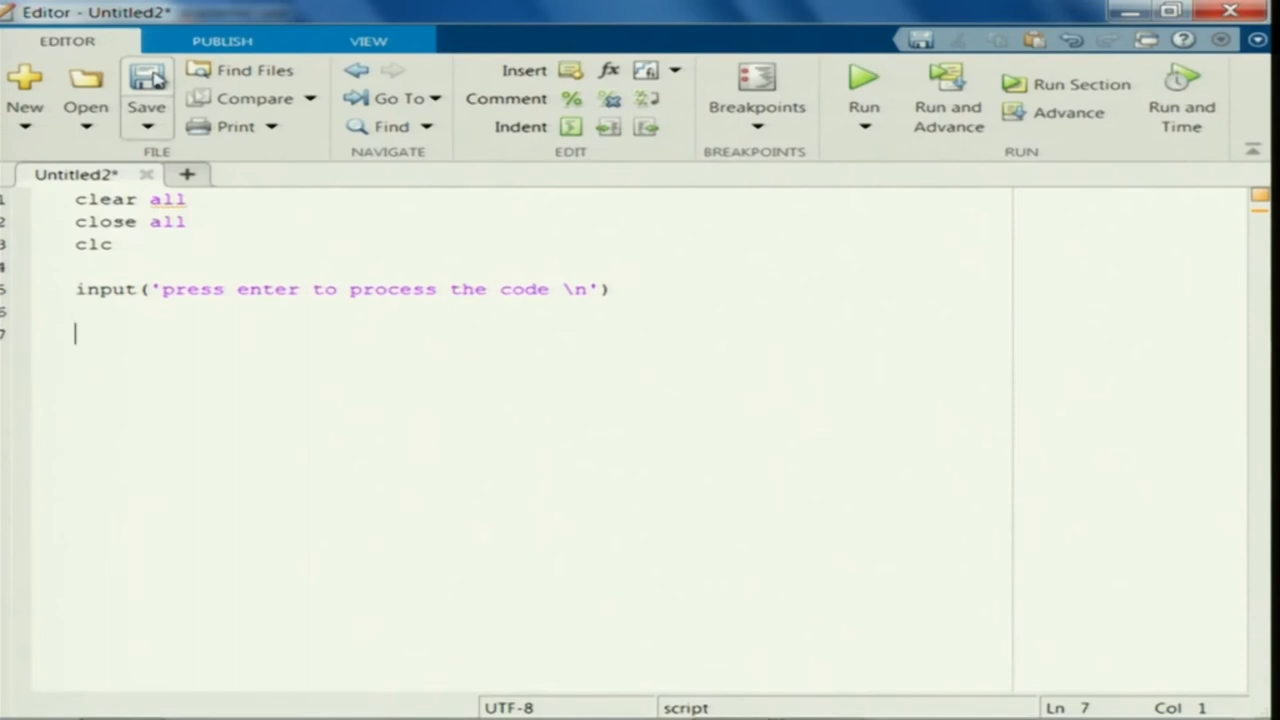 Editor - Untitled2*
EDITOR PUBLISH VIEW
New Open Save Find Files Compare Print FILE
Go To Find NAVIGATE
Insert fx Comment Indent EDIT
Breakpoints BREAKPOINTS
Run Run and Advance Run Section Advance Run and Time RUN
Untitled2*
1 clear all
2 close all
3 clc
4
5 input('press enter to process the code \n')
6
7
UTF-8 script Ln 7 Col 1